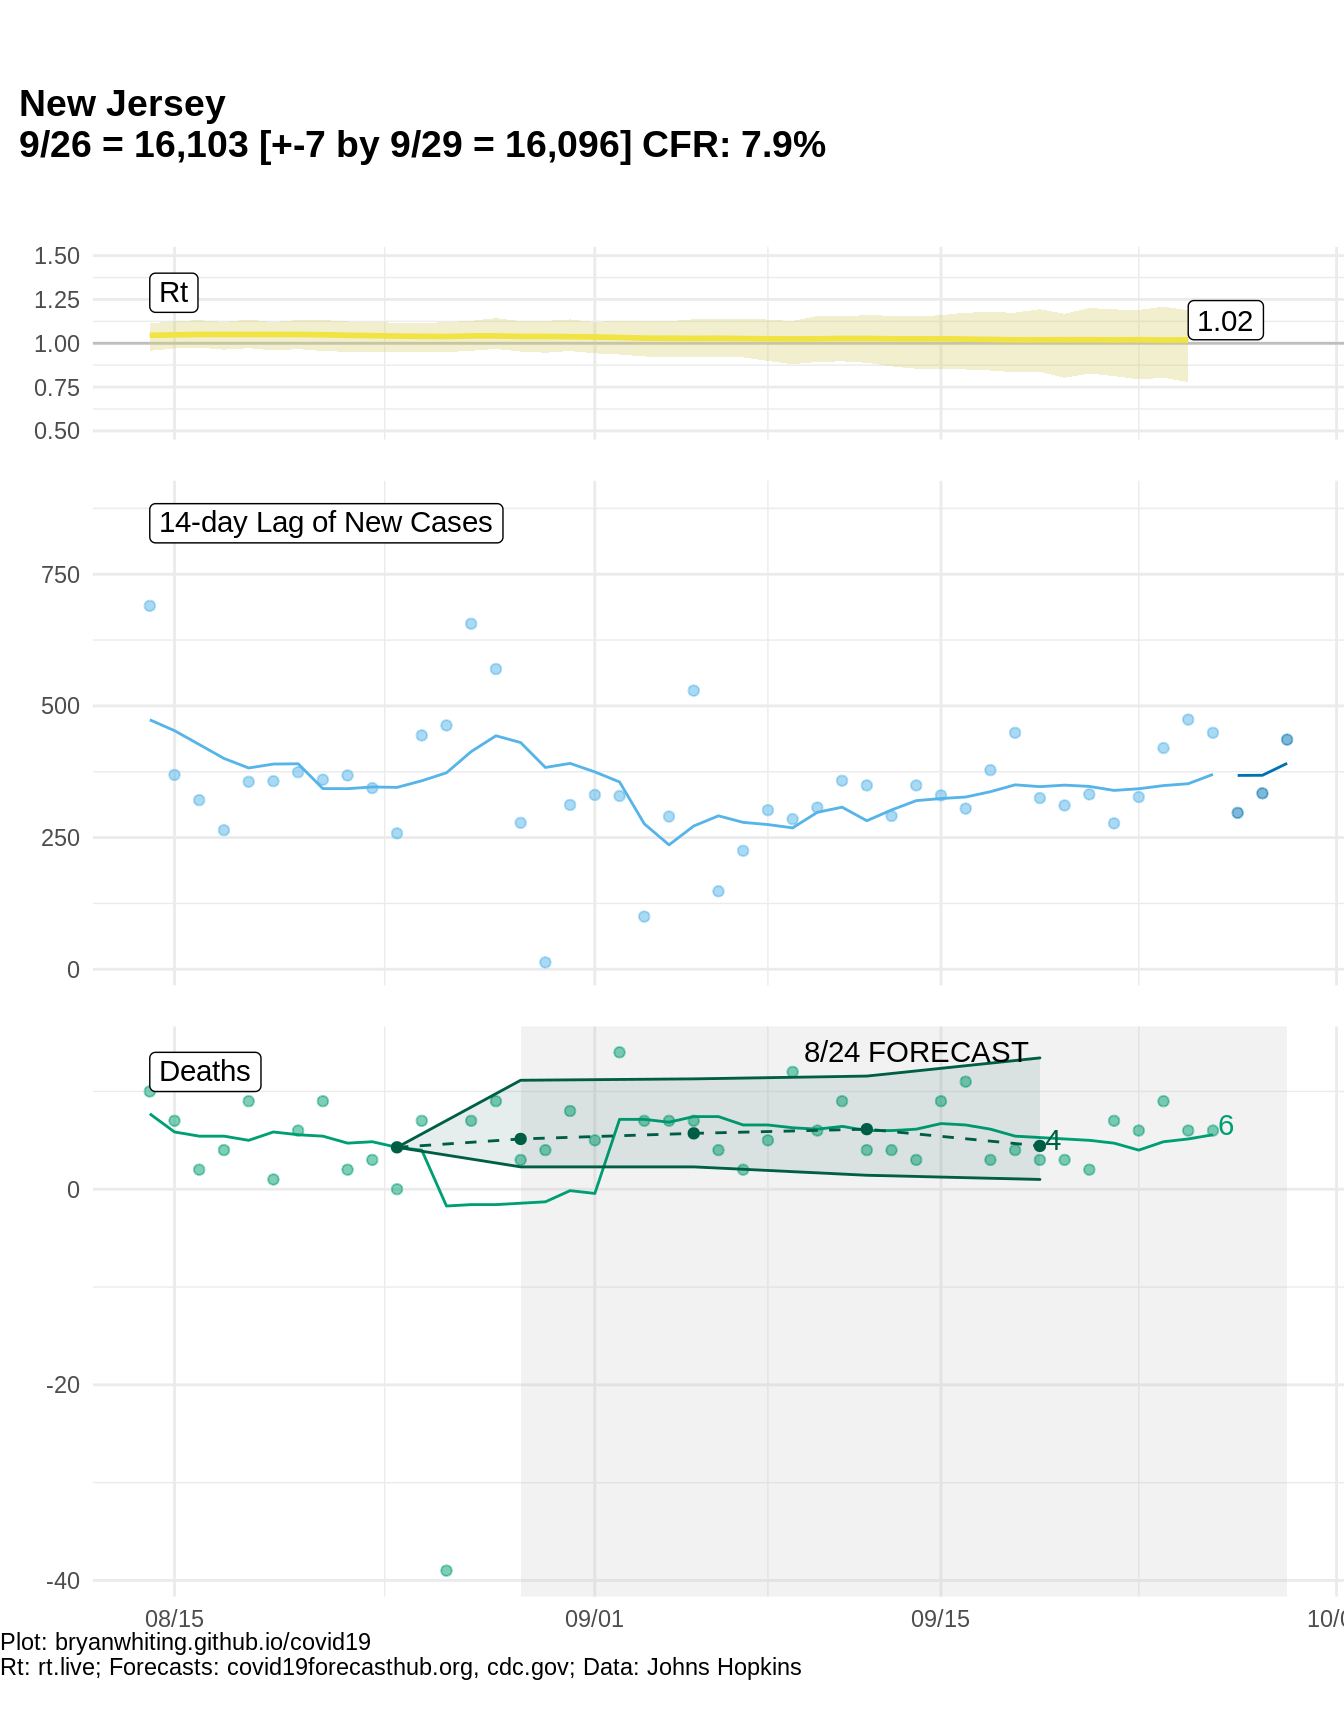 New Jersey
9/26 = 16,103 [+-7 by 9/29 = 16,096] CFR: 7.9%
1.50
Rt
1.25
1.02
1.00
0.75
0.50
14-day Lag of New Cases
750
500
250
0
8/24 FORECAST
Deaths
6
4
0
-20
-40
08/15 09/01 09/15
Plot: bryanwhiting.github.io/covid19
Rt: rt.live; Forecasts: covid19forecasthub.org, cdc.gov; Data: Johns Hopkins